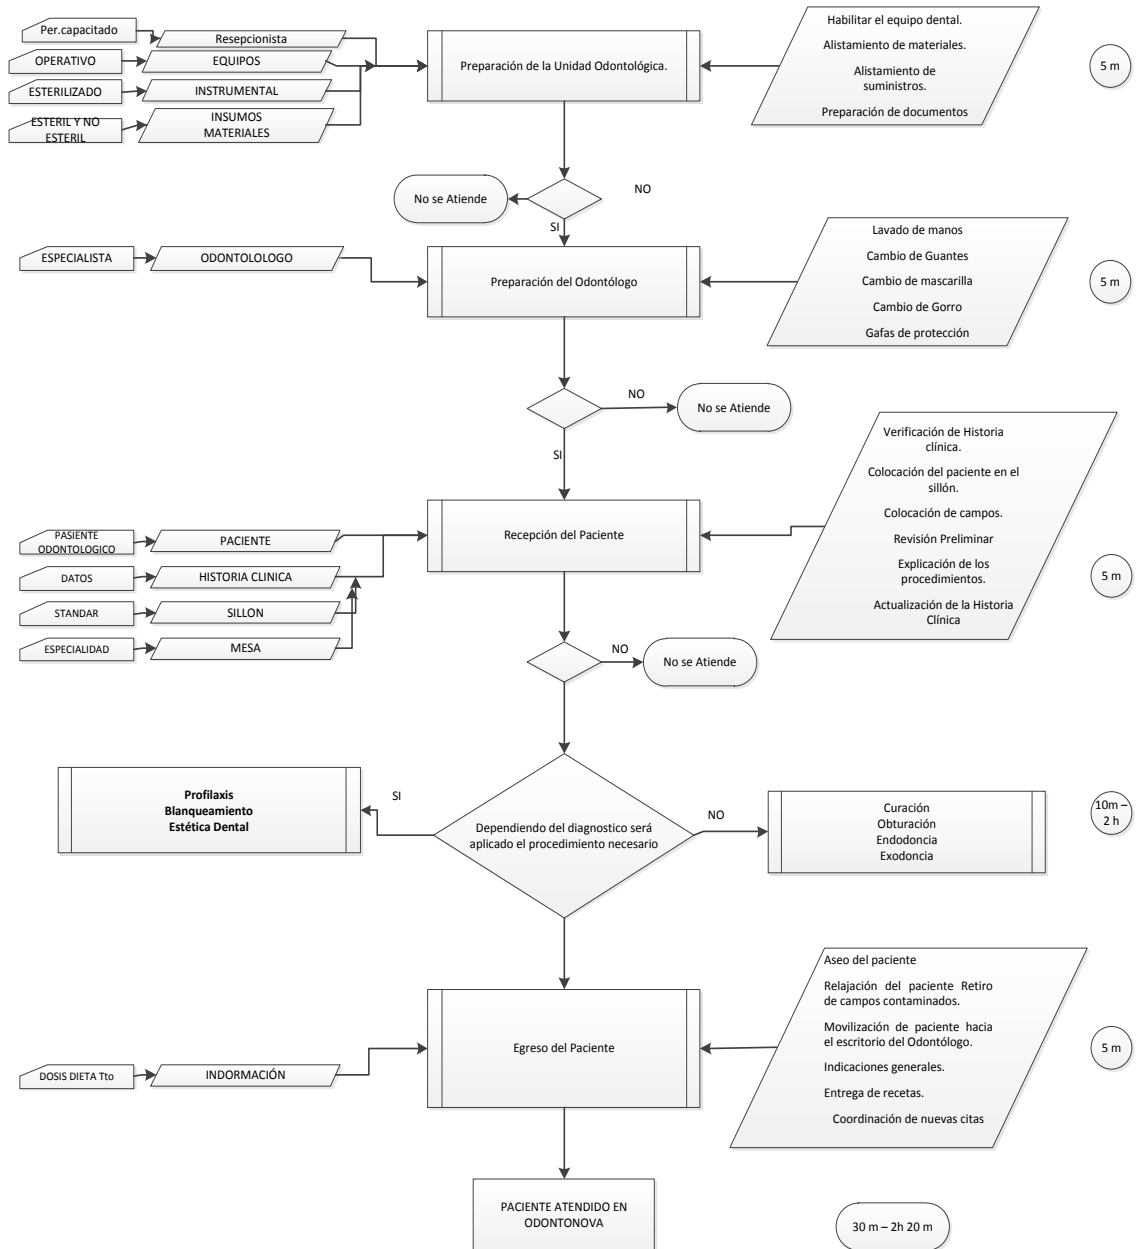 Per.capacitado
Resepcionista
OPERATIVO
EQUIPOS
ESTERILIZADO
INSTRUMENTAL
ESTERIL Y NO
ESTERIL
INSUMOS
MATERIALES
Preparación de la Unidad Odontológica.
Habilitar el equipo dental.
Alistamiento de materiales.
Alistamiento de
suministros.
Preparación de documentos
5 m
No se Atiende
NO
SI
ESPECIALISTA
ODONTOLOLOGO
Preparación del Odontólogo
Lavado de manos
Cambio de Guantes
Cambio de mascarilla
Cambio de Gorro
Gafas de protección
5 m
NO
No se Atiende
SI
PASIENTE
ODONTOLOGICO
PACIENTE
DATOS
HISTORIA CLINICA
STANDAR
SILLON
ESPECIALIDAD
MESA
Recepción del Paciente
Verificación de Historia
clínica.
Colocación del paciente en el
sillón.
Colocación de campos.
Revisión Preliminar
Explicación de los
procedimientos.
Actualización de la Historia
Clínica
5 m
NO
No se Atiende
Profilaxis
Blanqueamiento
Estética Dental
SI
Dependiendo del diagnostico será
aplicado el procedimiento necesario
NO
Curación
Obturación
Endodoncia
Exodoncia
10m –
2 h
DOSIS DIETA Tto
INDORMACIÓN
Egreso del Paciente
Aseo del paciente
Relajación del paciente Retiro
de campos contaminados.
Movilización de paciente hacia
el escritorio del Odontólogo.
Indicaciones generales.
Entrega de recetas.
Coordinación de nuevas citas
5 m
PACIENTE ATENDIDO EN
ODONTONOVA
30 m – 2h 20 m